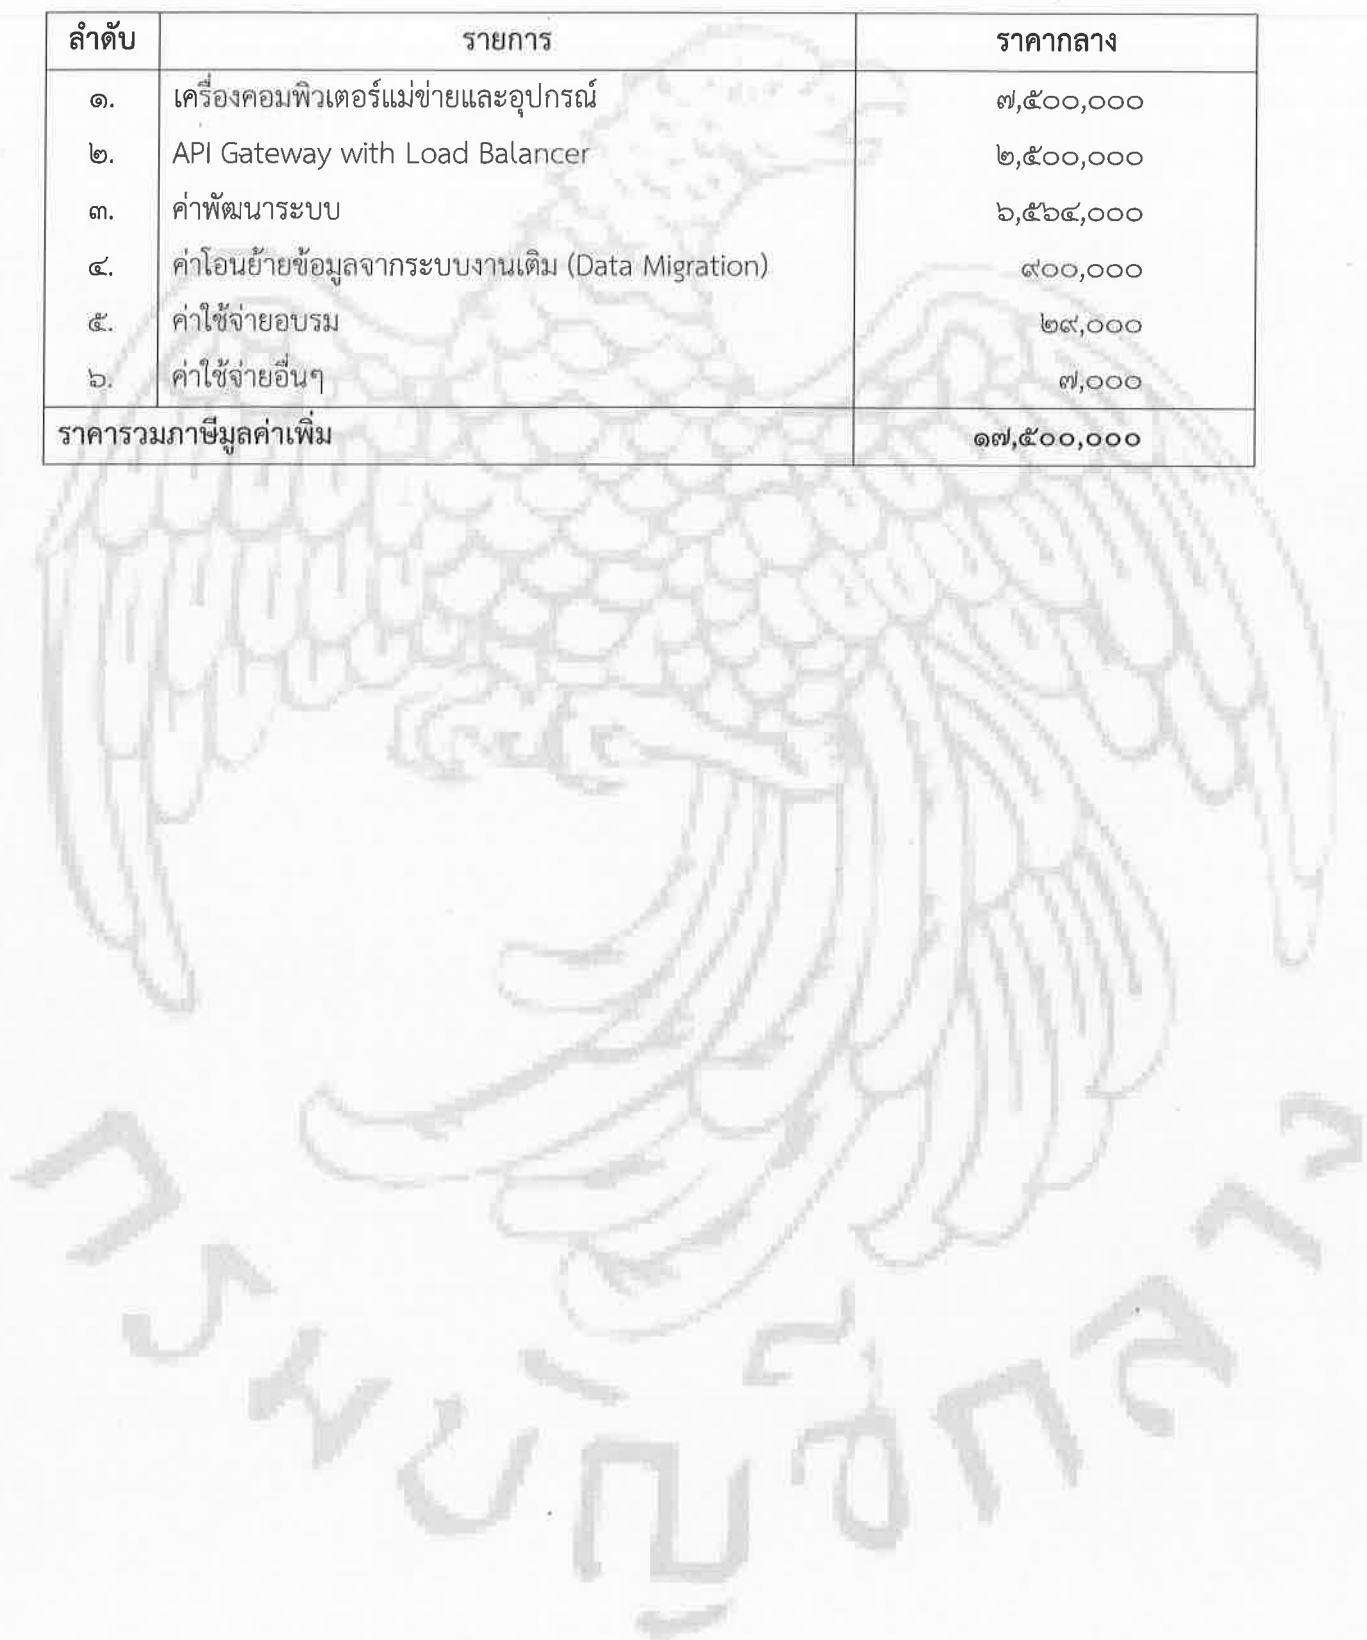 ลำดับ รายการ ราคากลาง
๑. เครื่องคอมพิวเตอร์แม่ข่ายและอุปกรณ์ ๗,๕๐๐,๐๐๐
๒. API Gateway with Load Balancer ๒,๕๐๐,๐๐๐
๓. ค่าพัฒนาระบบ ๖,๕๖๔,๐๐๐
๔. ค่าโอนย้ายข้อมูลจากระบบงานเดิม (Data Migration) ๙๐๐,๐๐๐
๕. ค่าใช้จ่ายอบรม ๒๙,๐๐๐
๖. ค่าใช้จ่ายอื่นๆ ๗,๐๐๐
ราคารวมภาษีมูลค่าเพิ่ม ๑๗,๕๐๐,๐๐๐
กรมบัญชีกลาง